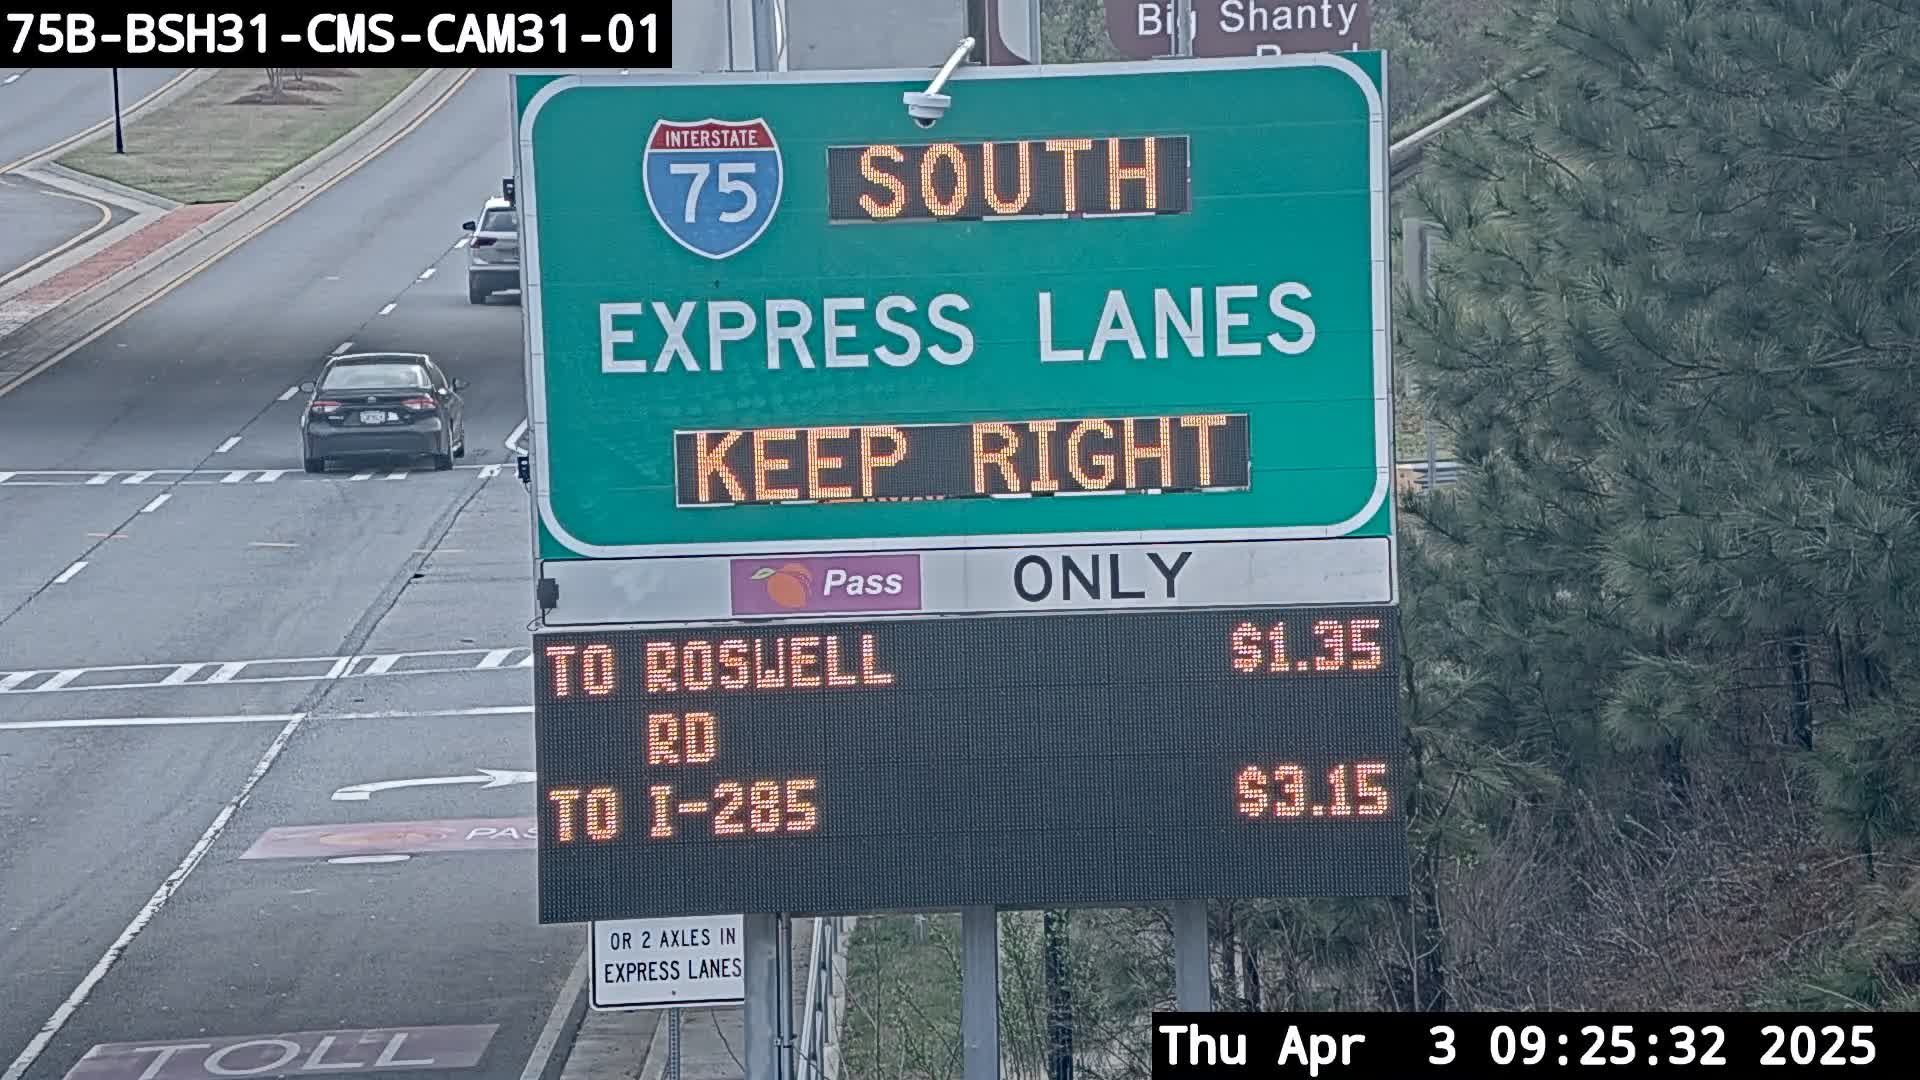 75B-BSH31-CMS-CAM31-01
Big Shanty
INTERSTATE
75
SOUTH
EXPRESS LANES
KEEP RIGHT
Pass ONLY
TO ROSWELL $1.35
RD
TO I-285 $3.15
PAS
OR 2 AXLES IN
EXPRESS LANES
TOLL
Thu Apr 3 09:25:32 2025